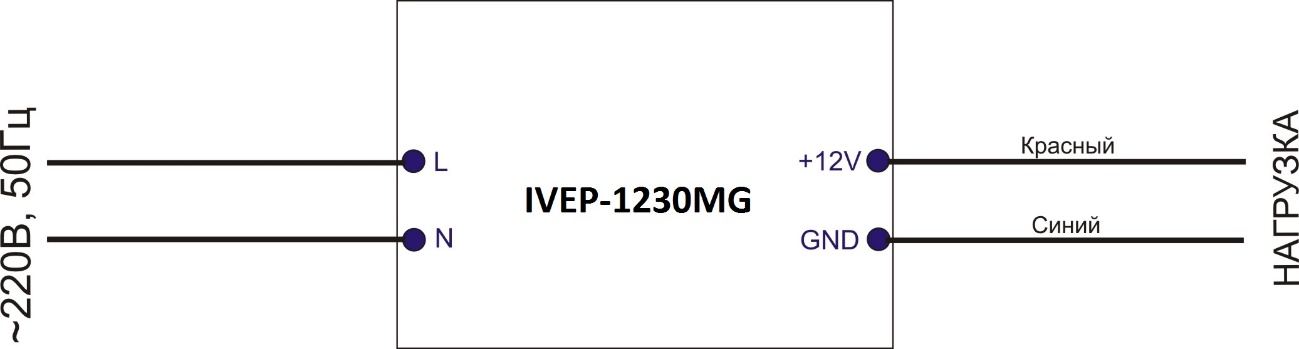 ~220В, 50Гц
L
N
IVEP-1230MG
+12V
GND
Красный
Синий
НАГРУЗКА